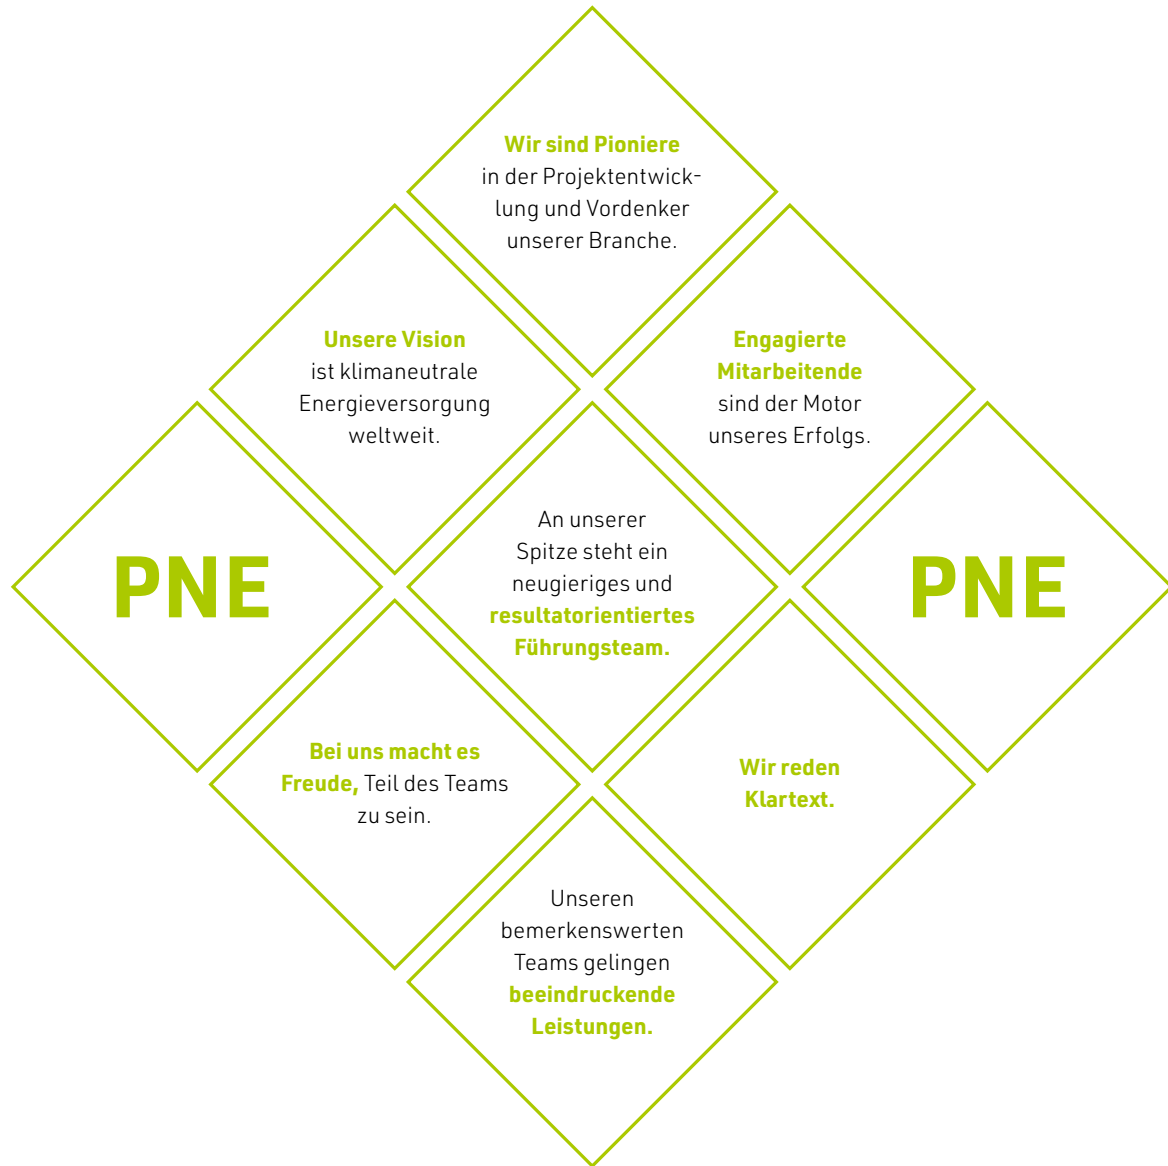 Wir sind Pioniere
in der Projektentwick-
lung und Vordenker
unserer Branche.
Unsere Vision
ist klimaneutrale
Energieversorgung
weltweit.
Engagierte
Mitarbeitende
sind der Motor
unseres Erfolgs.
PNE
An unserer
Spitze steht ein
neugieriges und
resultatorientiertes
Führungsteam.
PNE
Bei uns macht es
Freude, Teil des Teams
zu sein.
Wir reden
Klartext.
Unseren
bemerkenswerten
Teams gelingen
beeindruckende
Leistungen.